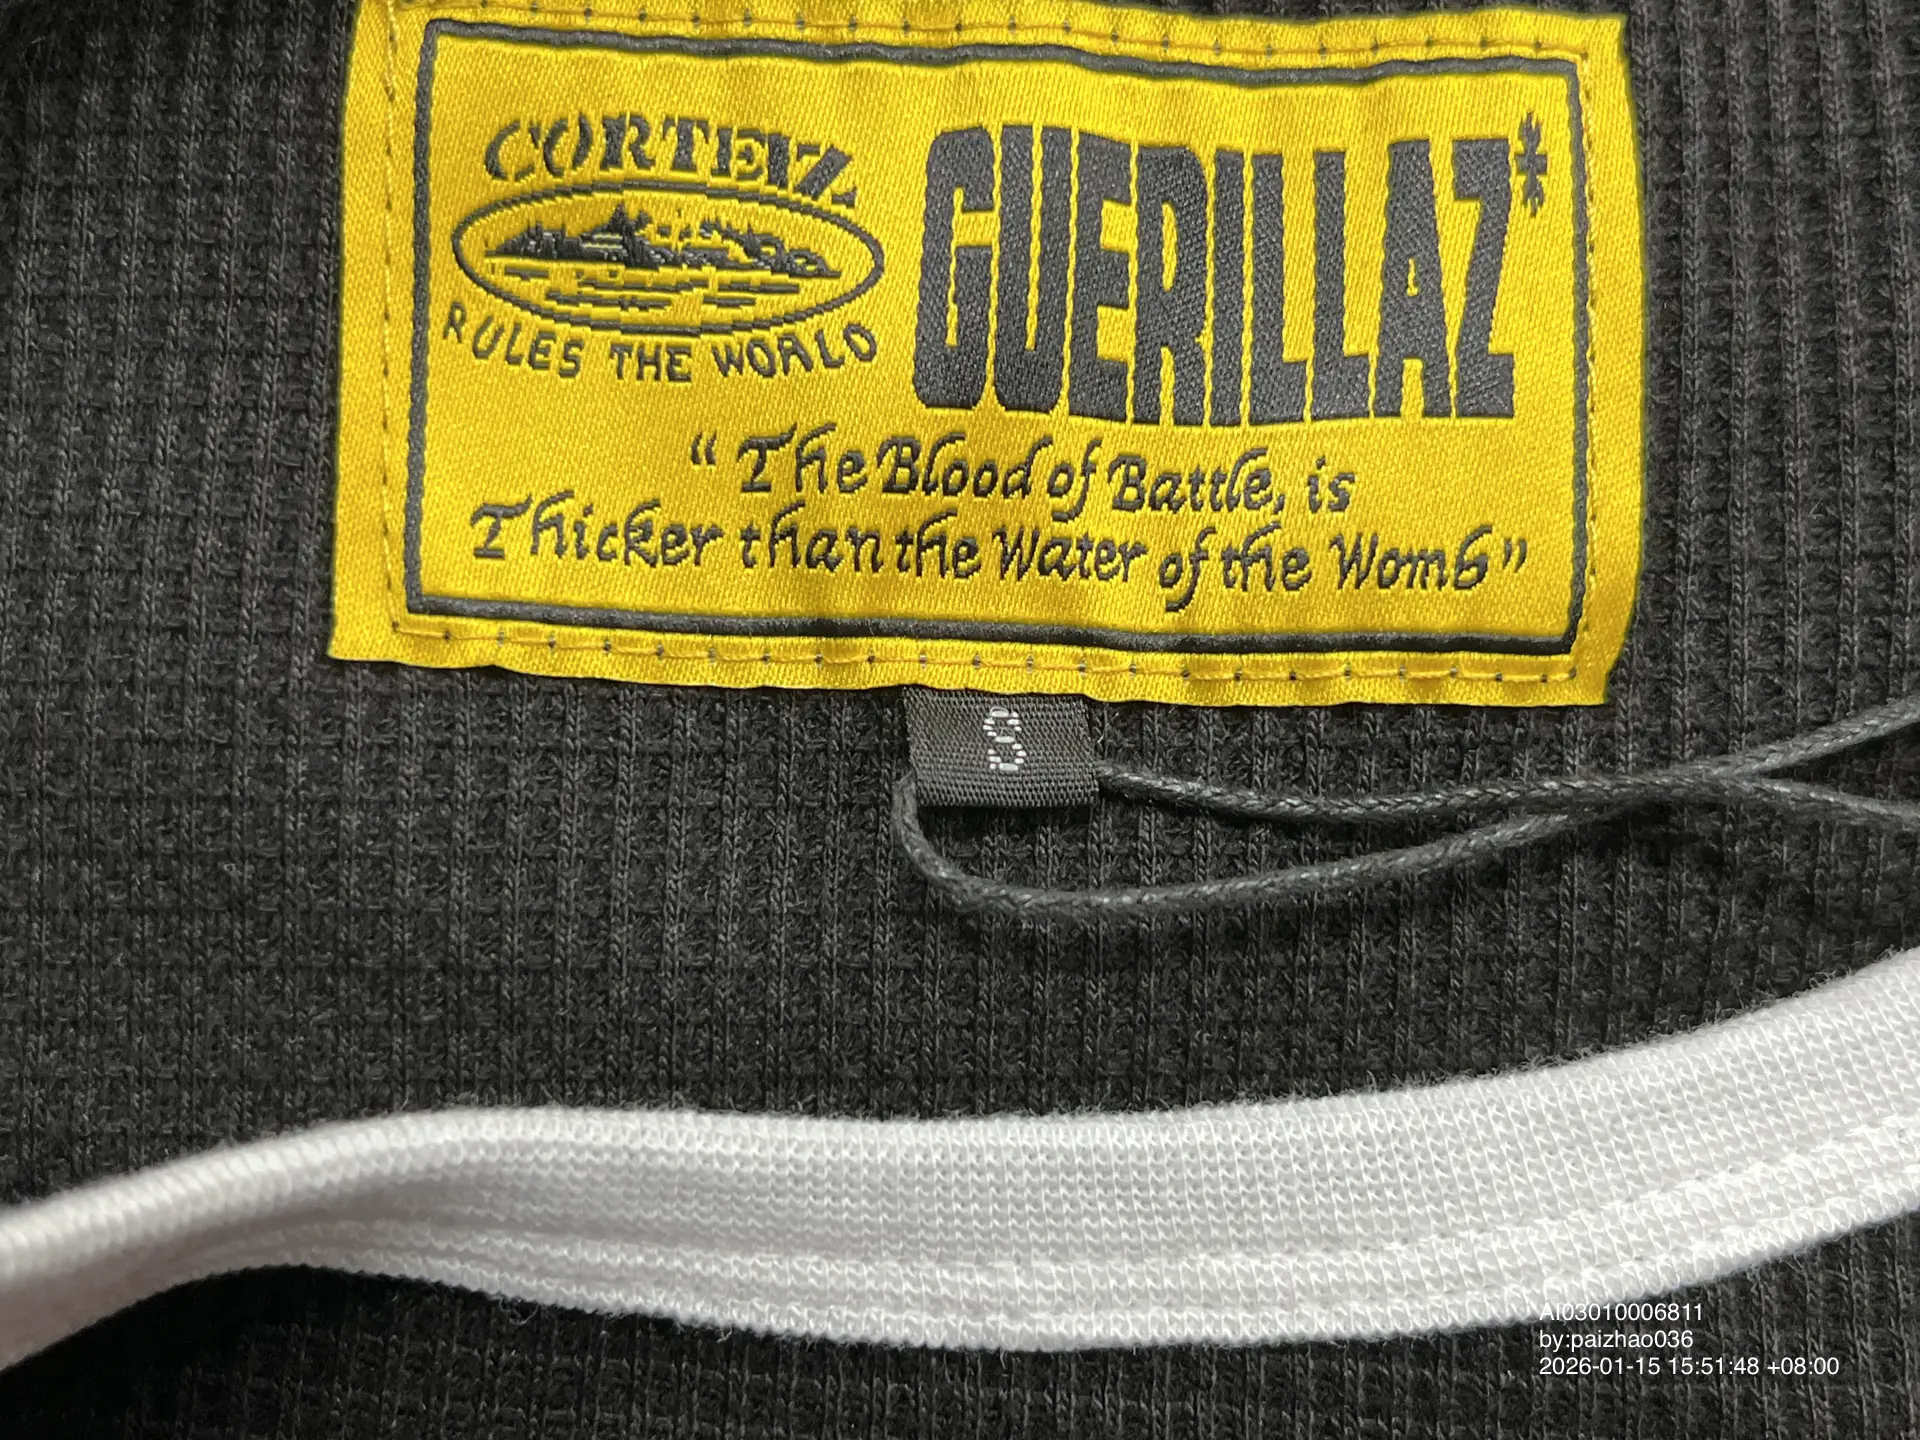 CORTEIZ
RULES THE WORLD
GUERILLAZ*
“The Blood of Battle, is
Thicker than the Water of the Womb”
S
AI03010006811
by:paizhao036
2026-01-15 15:51:48 +08:00